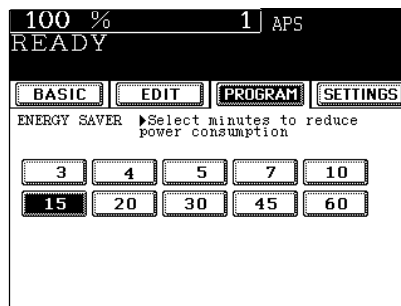 100 % 1 APS
READY
BASIC EDIT PROGRAM SETTINGS
ENERGY SAVER ▶Select minutes to reduce
power consumption
3 4 5 7 10
15 20 30 45 60